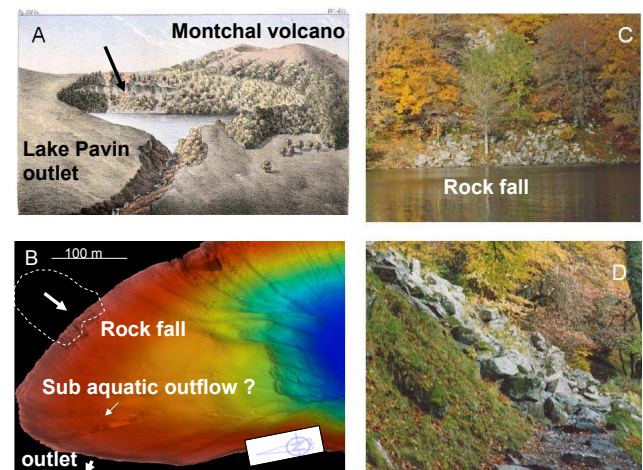 A
Montchal volcano
Lake Pavin
outlet
C
Rock fall
B
100 m
Rock fall
Sub aquatic outflow ?
outlet
D